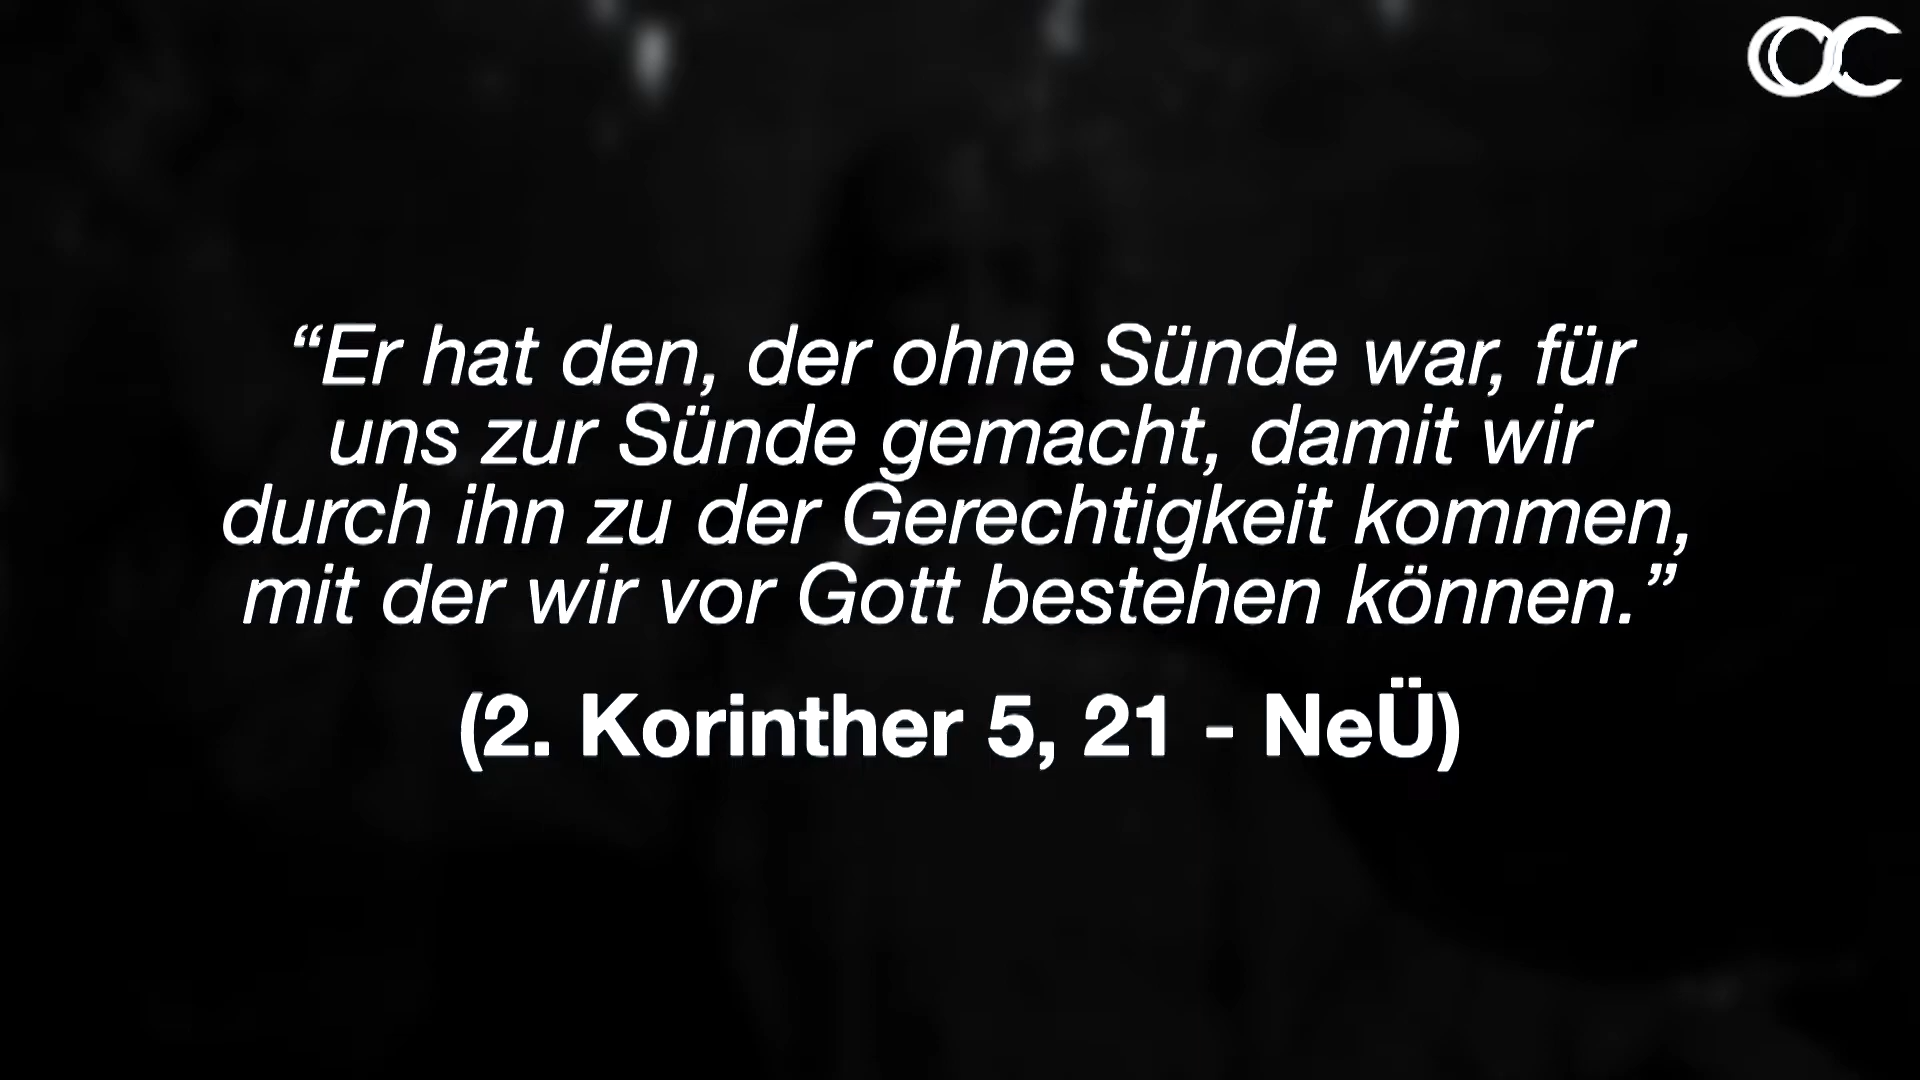 “Er hat den, der ohne Sünde war, für
uns zur Sünde gemacht, damit wir
durch ihn zu der Gerechtigkeit kommen,
mit der wir vor Gott bestehen können.”
(2. Korinther 5, 21 - NeÜ)